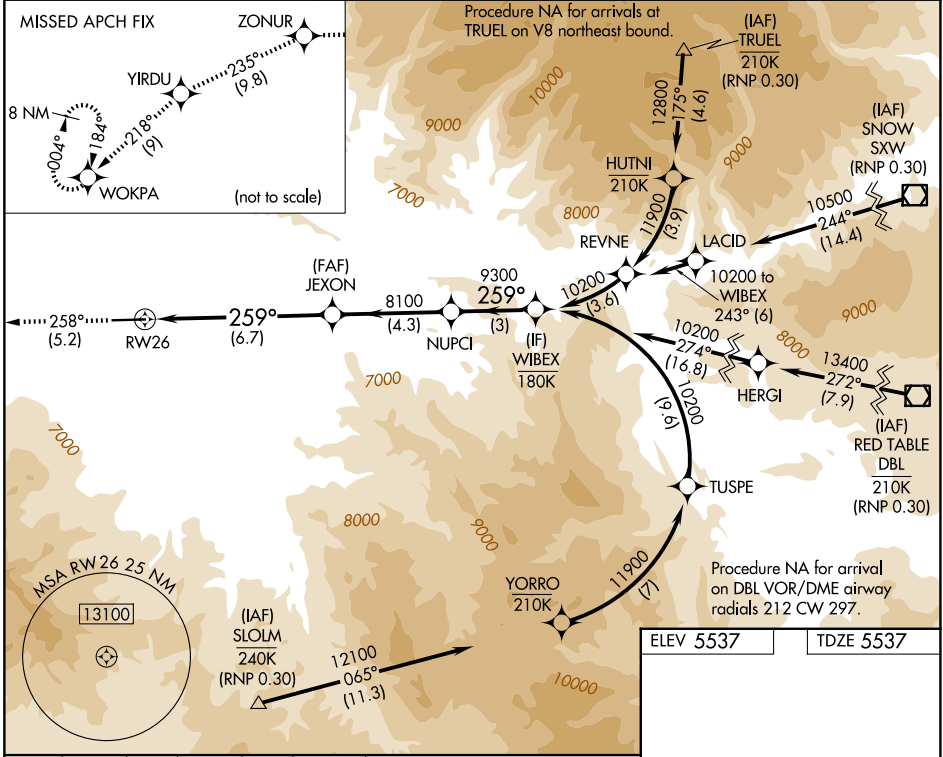 MISSED APCH FIX
ZONUR
YIRDU
235°
(9.8)
218°
(9)
8 NM
004°
184°
WOKPA
(not to scale)
Procedure NA for arrivals at
TRUEL on V8 northeast bound.
(IAF)
TRUEL
210K
(RNP 0.30)
10000
9000
7000
12800
175°
(4.6)
9000
HUTNI
210K
8000
11900
(3.9)
(IAF)
SNOW
SXW
(RNP 0.30)
10500
244°
(14.4)
REVNE
LACID
10200 to
WIBEX
243° (6)
10200
(3.6)
9300
259°
(3)
(FAF)
JEXON
8100
(4.3)
NUPCI
(IF)
WIBEX
180K
259°
(6.7)
RW26
258°
(5.2)
9000
8000
10200
274°
(16.8)
HERGI
13400
272°
(7.9)
(IAF)
RED TABLE
DBL
210K
(RNP 0.30)
7000
7000
10200
(9.6)
TUSPE
8000
9000
11900
(7)
YORRO
210K
Procedure NA for arrival
on DBL VOR/DME airway
radials 212 CW 297.
MSA RW26 25 NM
13100
(IAF)
SLOLM
240K
(RNP 0.30)
12100
065°
(11.3)
10000
ELEV 5537
TDZE 5537